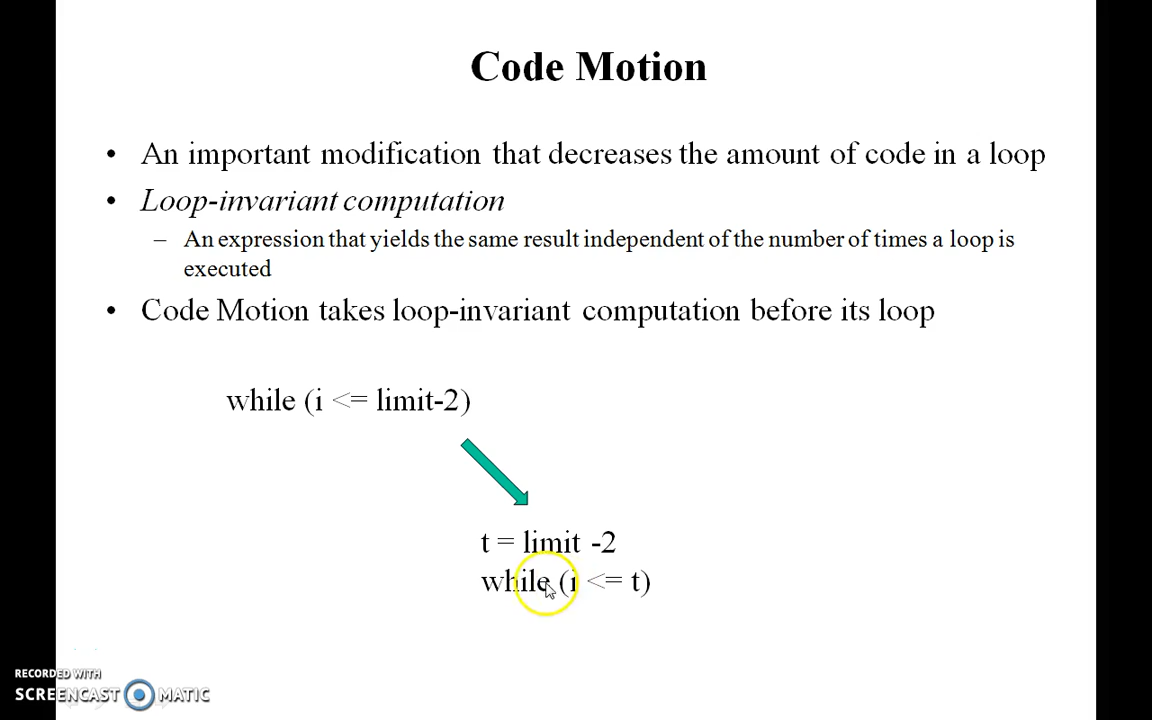 Code Motion
• An important modification that decreases the amount of code in a loop
• Loop-invariant computation
– An expression that yields the same result independent of the number of times a loop is
executed
• Code Motion takes loop-invariant computation before its loop
while (i <= limit-2)
t = limit -2
while (i <= t)
RECORDED WITH
SCREENCAST MATIC